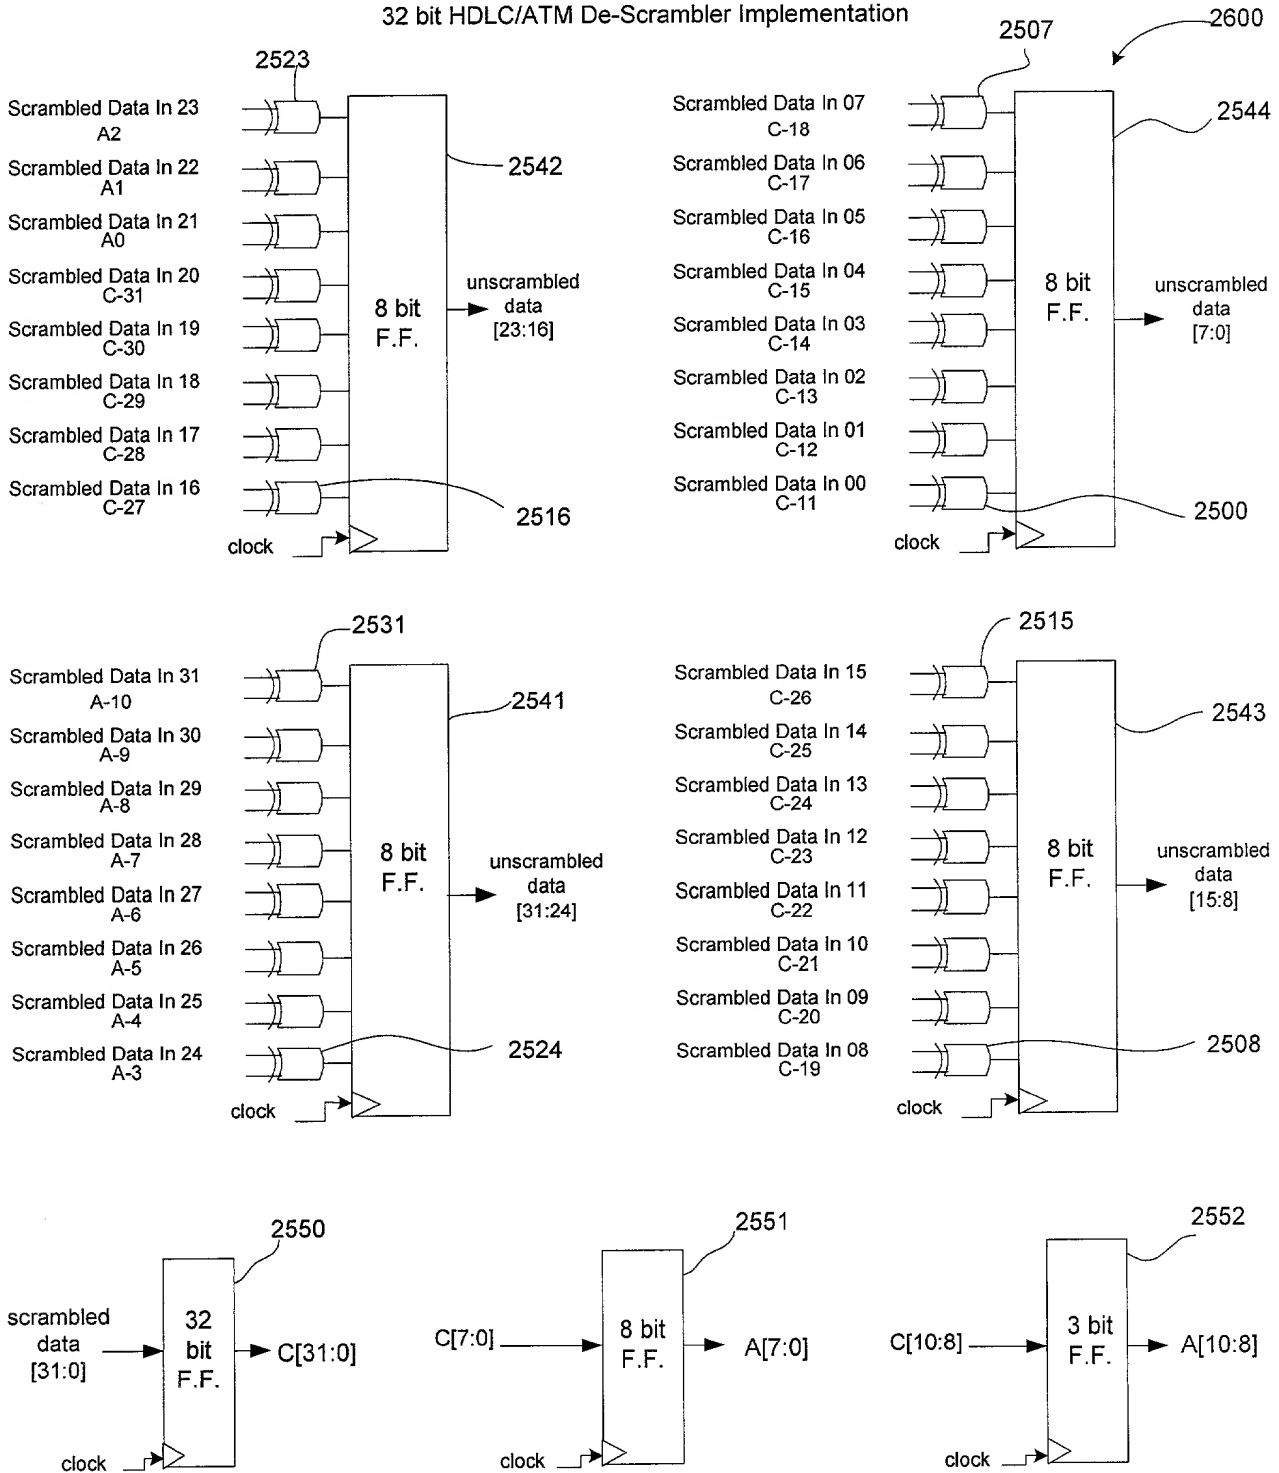 32 bit HDLC/ATM De-Scrambler Implementation
2600
2523
Scrambled Data In 23
A2
Scrambled Data In 22
A1
Scrambled Data In 21
A0
Scrambled Data In 20
C-31
Scrambled Data In 19
C-30
Scrambled Data In 18
C-29
Scrambled Data In 17
C-28
Scrambled Data In 16
C-27
clock
8 bit
F.F.
2542
unscrambled
data
[23:16]
2516
2507
Scrambled Data In 07
C-18
Scrambled Data In 06
C-17
Scrambled Data In 05
C-16
Scrambled Data In 04
C-15
Scrambled Data In 03
C-14
Scrambled Data In 02
C-13
Scrambled Data In 01
C-12
Scrambled Data In 00
C-11
clock
8 bit
F.F.
2544
unscrambled
data
[7:0]
2500
2531
Scrambled Data In 31
A-10
Scrambled Data In 30
A-9
Scrambled Data In 29
A-8
Scrambled Data In 28
A-7
Scrambled Data In 27
A-6
Scrambled Data In 26
A-5
Scrambled Data In 25
A-4
Scrambled Data In 24
A-3
clock
8 bit
F.F.
2541
unscrambled
data
[31:24]
2524
2515
Scrambled Data In 15
C-26
Scrambled Data In 14
C-25
Scrambled Data In 13
C-24
Scrambled Data In 12
C-23
Scrambled Data In 11
C-22
Scrambled Data In 10
C-21
Scrambled Data In 09
C-20
Scrambled Data In 08
C-19
clock
8 bit
F.F.
2543
unscrambled
data
[15:8]
2508
2550
scrambled
data
[31:0]
32
bit
F.F.
C[31:0]
clock
2551
C[7:0]
8 bit
F.F.
A[7:0]
clock
2552
C[10:8]
3 bit
F.F.
A[10:8]
clock